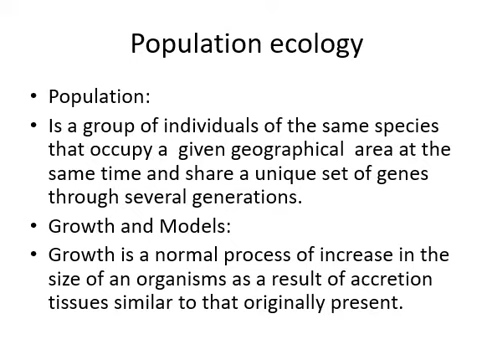 Population ecology
• Population:
• Is a group of individuals of the same species
that occupy a  given geographical  area at the
same time and share a unique set of genes
through several generations.
• Growth and Models:
• Growth is a normal process of increase in the
size of an organisms as a result of accretion
tissues similar to that originally present.